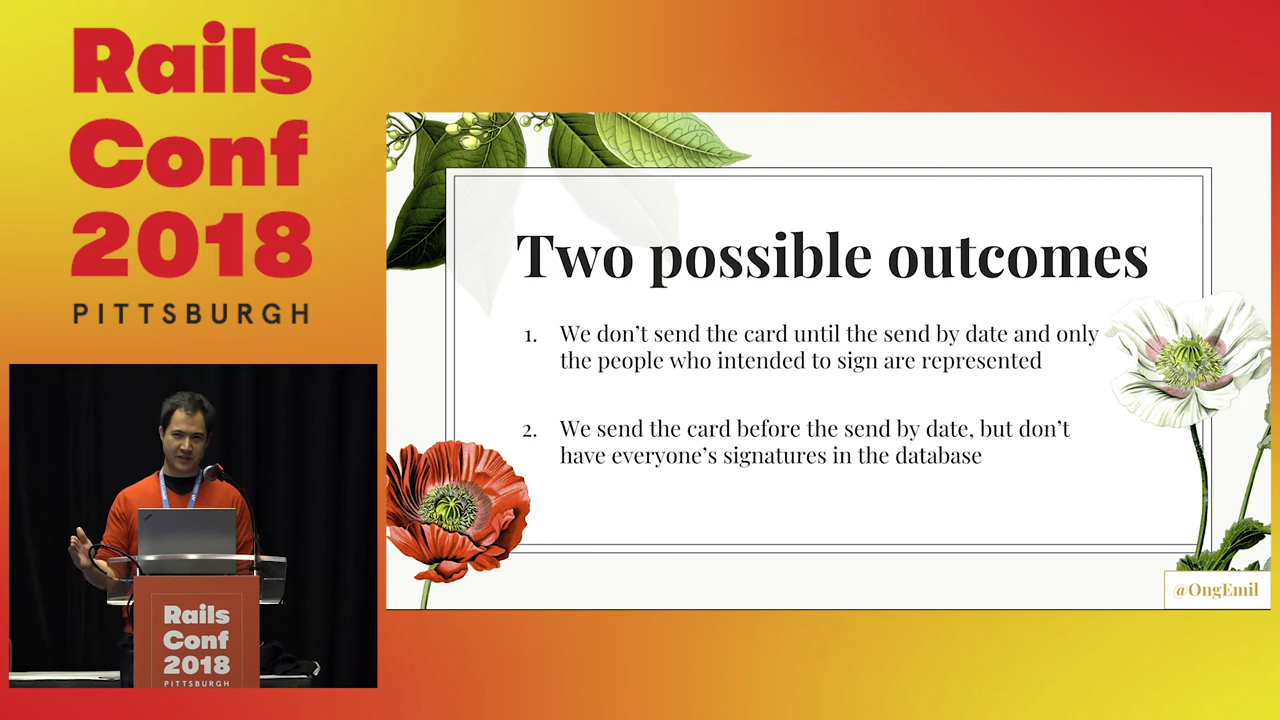 Rails
Conf
2018
PITTSBURGH
Two possible outcomes
1. We don’t send the card until the send by date and only
the people who intended to sign are represented
2. We send the card before the send by date, but don’t
have everyone’s signatures in the database
@OngEmil
Rails
Conf
2018
PITTSBURGH